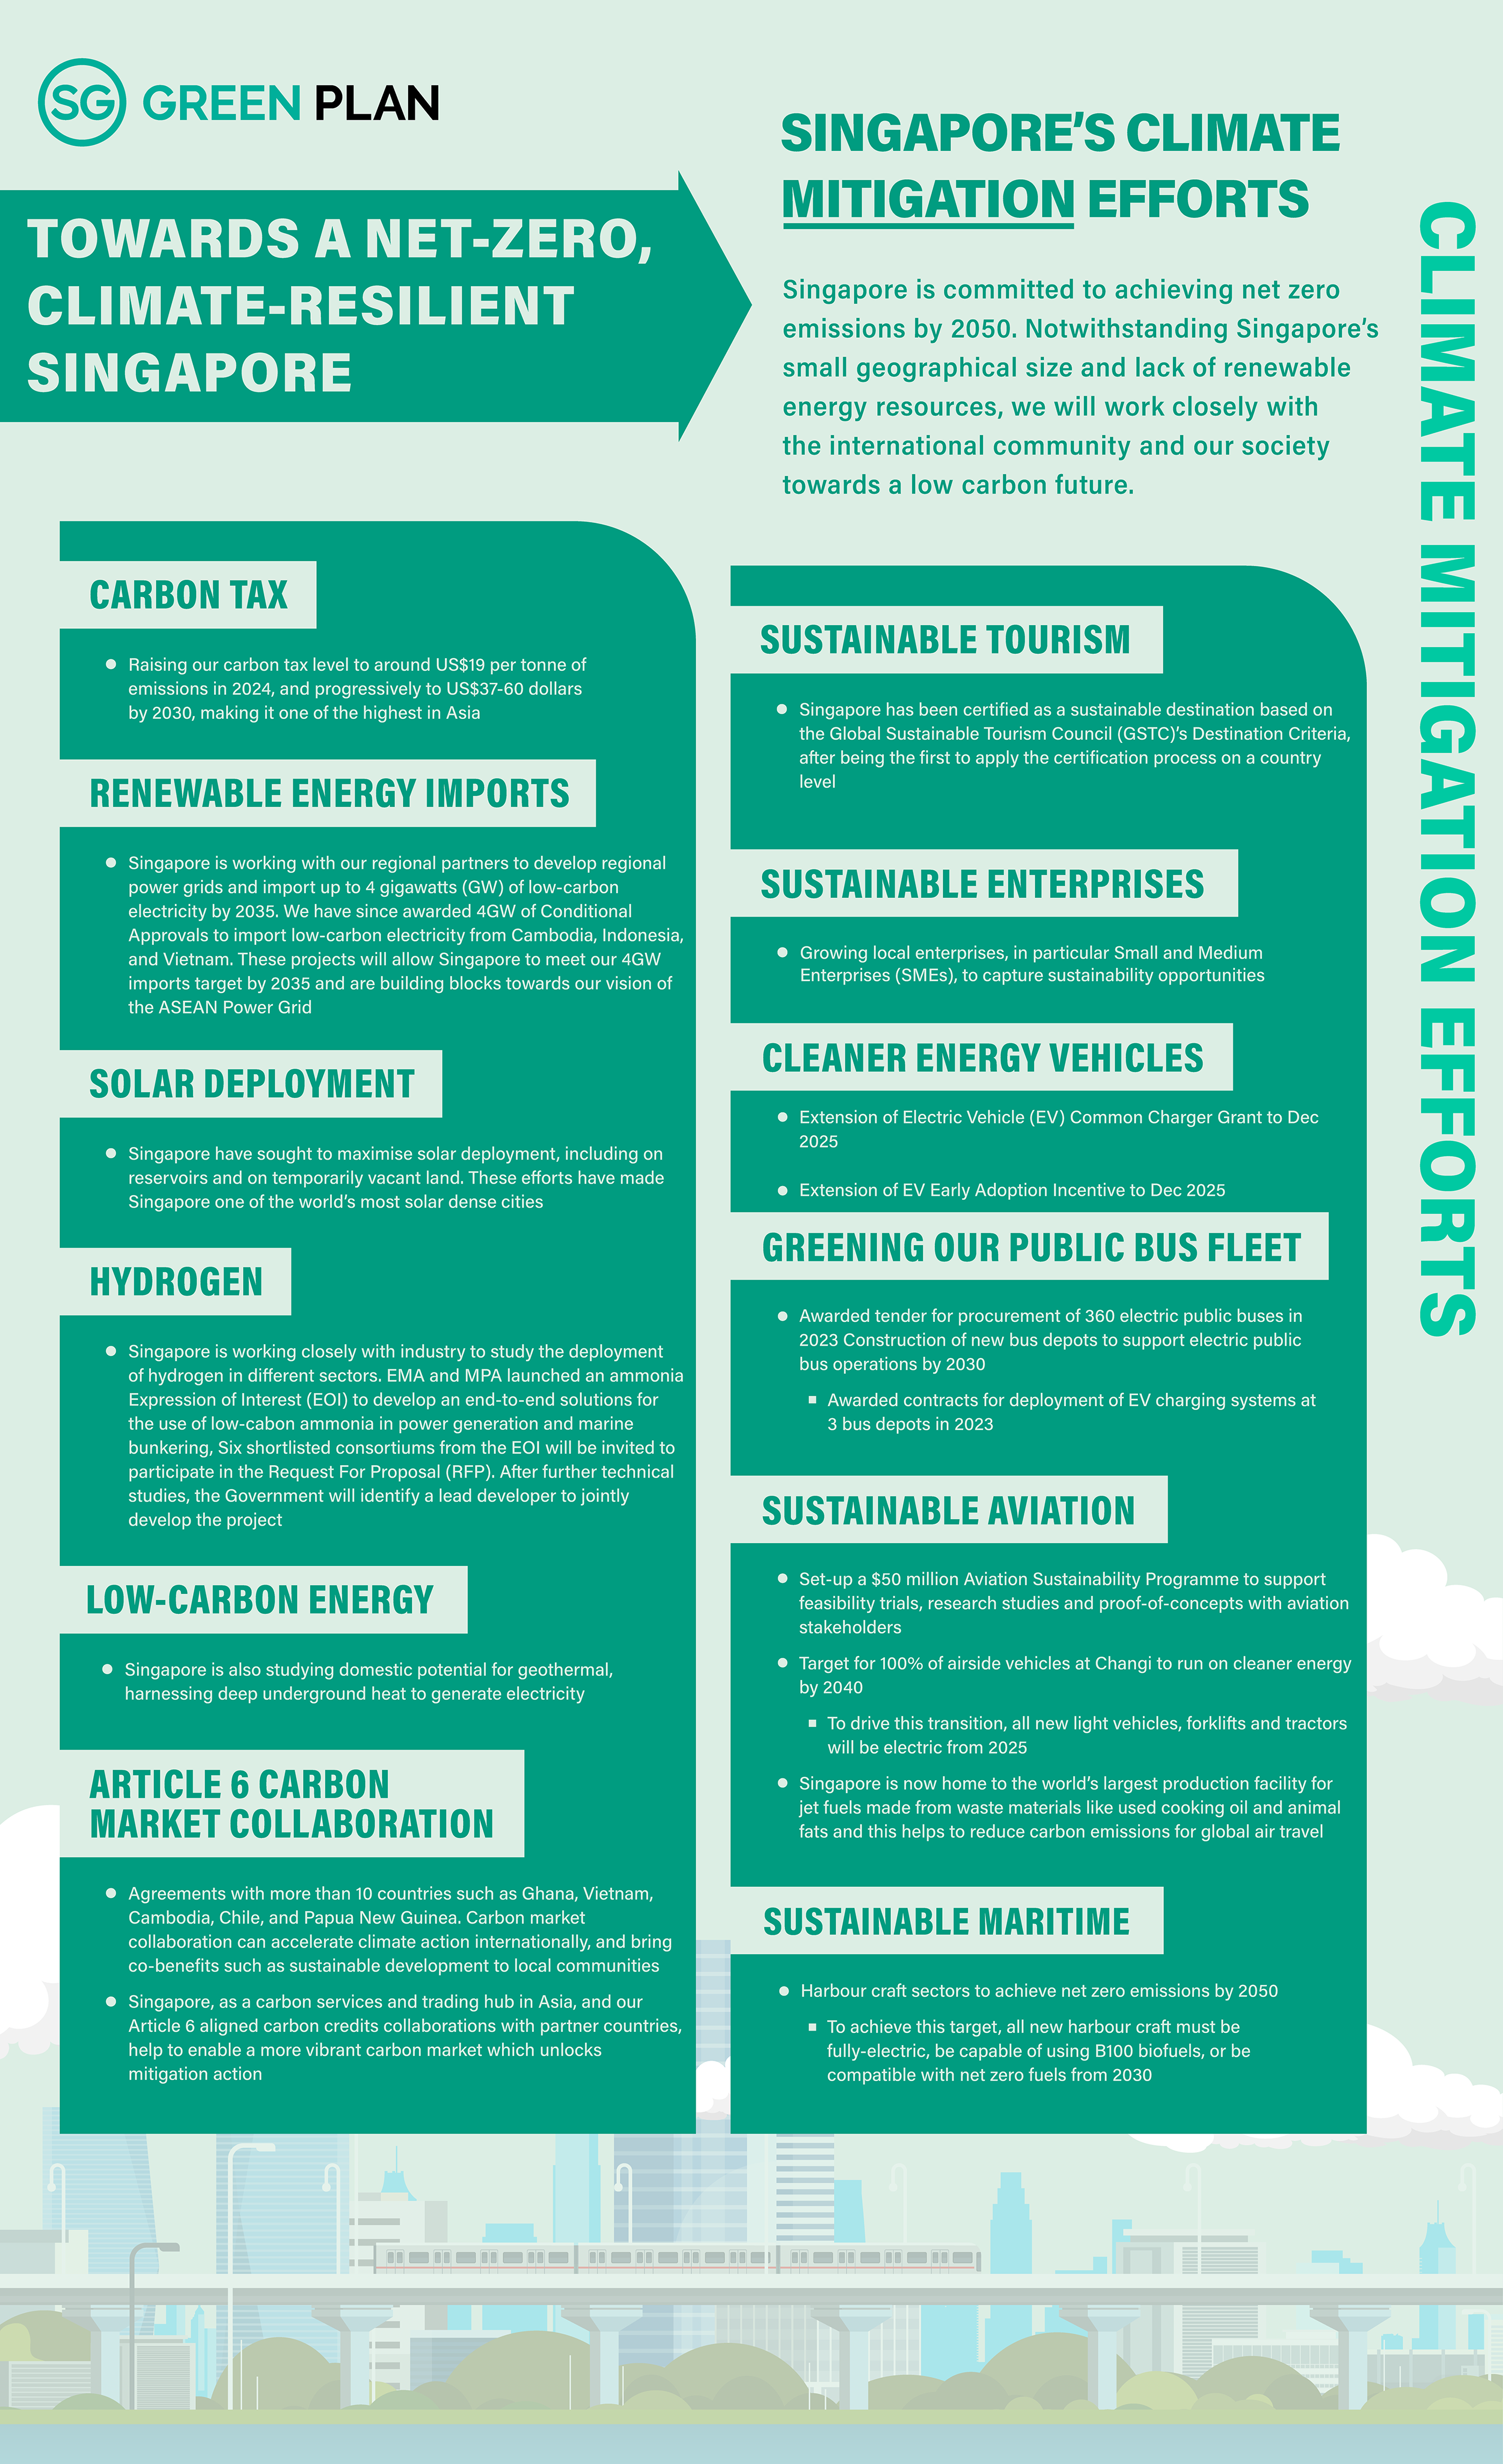 SG GREEN PLAN
TOWARDS A NET-ZERO,
CLIMATE-RESILIENT
SINGAPORE
SINGAPORE'S CLIMATE
MITIGATION EFFORTS
Singapore is committed to achieving net zero
emissions by 2050. Notwithstanding Singapore's
small geographical size and lack of renewable
energy resources, we will work closely with
the international community and our society
towards a low carbon future.
CLIMATE MITIGATION EFFORTS
CARBON TAX
Raising our carbon tax level to around US$19 per tonne of
emissions in 2024, and progressively to US$37-60 dollars
by 2030, making it one of the highest in Asia
RENEWABLE ENERGY IMPORTS
Singapore is working with our regional partners to develop regional
power grids and import up to 4 gigawatts (GW) of low-carbon
electricity by 2035. We have since awarded 4GW of Conditional
Approvals to import low-carbon electricity from Cambodia, Indonesia,
and Vietnam. These projects will allow Singapore to meet our 4GW
imports target by 2035 and are building blocks towards our vision of
the ASEAN Power Grid
SOLAR DEPLOYMENT
Singapore have sought to maximise solar deployment, including on
reservoirs and on temporarily vacant land. These efforts have made
Singapore one of the world's most solar dense cities
HYDROGEN
Singapore is working closely with industry to study the deployment
of hydrogen in different sectors. EMA and MPA launched an ammonia
Expression of Interest (EOI) to develop an end-to-end solutions for
the use of low-cabon ammonia in power generation and marine
bunkering, Six shortlisted consortiums from the EOI will be invited to
participate in the Request For Proposal (RFP). After further technical
studies, the Government will identify a lead developer to jointly
develop the project
LOW-CARBON ENERGY
Singapore is also studying domestic potential for geothermal,
harnessing deep underground heat to generate electricity
ARTICLE 6 CARBON
MARKET COLLABORATION
Agreements with more than 10 countries such as Ghana, Vietnam,
Cambodia, Chile, and Papua New Guinea. Carbon market
collaboration can accelerate climate action internationally, and bring
co-benefits such as sustainable development to local communities
Singapore, as a carbon services and trading hub in Asia, and our
Article 6 aligned carbon credits collaborations with partner countries,
help to enable a more vibrant carbon market which unlocks
mitigation action
SUSTAINABLE TOURISM
Singapore has been certified as a sustainable destination based on
the Global Sustainable Tourism Council (GSTC)'s Destination Criteria,
after being the first to apply the certification process on a country
level
SUSTAINABLE ENTERPRISES
Growing local enterprises, in particular Small and Medium
Enterprises (SMEs), to capture sustainability opportunities
CLEANER ENERGY VEHICLES
Extension of Electric Vehicle (EV) Common Charger Grant to Dec
2025
Extension of EV Early Adoption Incentive to Dec 2025
GREENING OUR PUBLIC BUS FLEET
Awarded tender for procurement of 360 electric public buses in
2023 Construction of new bus depots to support electric public
bus operations by 2030
Awarded contracts for deployment of EV charging systems at
3 bus depots in 2023
SUSTAINABLE AVIATION
Set-up a $50 million Aviation Sustainability Programme to support
feasibility trials, research studies and proof-of-concepts with aviation
stakeholders
Target for 100% of airside vehicles at Changi to run on cleaner energy
by 2040
To drive this transition, all new light vehicles, forklifts and tractors
will be electric from 2025
Singapore is now home to the world's largest production facility for
jet fuels made from waste materials like used cooking oil and animal
fats and this helps to reduce carbon emissions for global air travel
SUSTAINABLE MARITIME
Harbour craft sectors to achieve net zero emissions by 2050
To achieve this target, all new harbour craft must be
fully-electric, be capable of using B100 biofuels, or be
compatible with net zero fuels from 2030